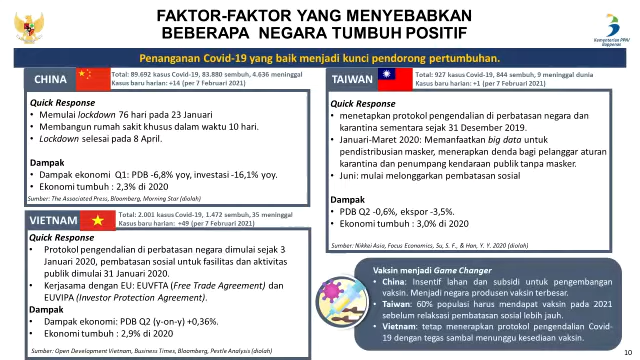 FAKTOR-FAKTOR YANG MENYEBABKAN
BEBERAPA NEGARA TUMBUH POSITIF
Kementerian PPN/
Bappenas
Penanganan Covid-19 yang baik menjadi kunci pendorong pertumbuhan.
CHINA
Total: 89.692 kasus Covid-19, 83.880 sembuh, 4.636 meninggal
Kasus baru harian: +14 (per 7 Februari 2021)
Quick Response
• Memulai lockdown 76 hari pada 23 Januari
• Membangun rumah sakit khusus dalam waktu 10 hari.
• Lockdown selesai pada 8 April.
Dampak
• Dampak ekonomi Q1: PDB -6,8% yoy, investasi -16,1% yoy.
• Ekonomi tumbuh : 2,3% di 2020
Sumber: The Associated Press, Bloomberg, Morning Star (diolah)
VIETNAM
Total: 2.001 kasus Covid-19, 1.472 sembuh, 35 meninggal
Kasus baru harian: +49 (per 7 Februari 2021)
Quick Response
• Protokol pengendalian di perbatasan negara dimulai sejak 3
Januari 2020, pembatasan sosial untuk fasilitas dan aktivitas
publik dimulai 31 Januari 2020.
• Kerjasama dengan EU: EUVFTA (Free Trade Agreement) dan
EUVIPA (Investor Protection Agreement).
Dampak
• Dampak ekonomi: PDB Q2 (y-on-y) +0,36%.
• Ekonomi tumbuh : 2,9% di 2020
Sumber: Open Development Vietnam, Business Times, Bloomberg, Pestle Analysis (diolah)
TAIWAN
Total: 927 kasus Covid-19, 844 sembuh, 9 meninggal dunia
Kasus baru harian: +1 (per 7 Februari 2021)
Quick Response
• menetapkan protokol pengendalian di perbatasan negara dan
karantina sementara sejak 31 Desember 2019.
• Januari-Maret 2020: Memanfaatkan big data untuk
pendistribusian masker, menerapkan denda bagi pelanggar aturan
karantina dan penumpang kendaraan publik tanpa masker.
• Juni: mulai melonggarkan pembatasan sosial
Dampak
• PDB Q2 -0,6%, ekspor -3,5%.
• Ekonomi tumbuh : 3,0% di 2020
Sumber: Nikkei Asia, Focus Economics, Su, S. F., & Han, Y. Y. 2020 (diolah)
Vaksin menjadi Game Changer
• China: Insentif lahan dan subsidi untuk pengembangan
vaksin. Menjadi negara produsen vaksin terbesar.
• Taiwan: 60% populasi harus mendapat vaksin pada 2021
sebelum relaksasi pembatasan sosial lebih jauh.
• Vietnam: tetap menerapkan protokol pengendalian Covid-
19 dengan tegas sambal menunggu kesediaan vaksin.
10